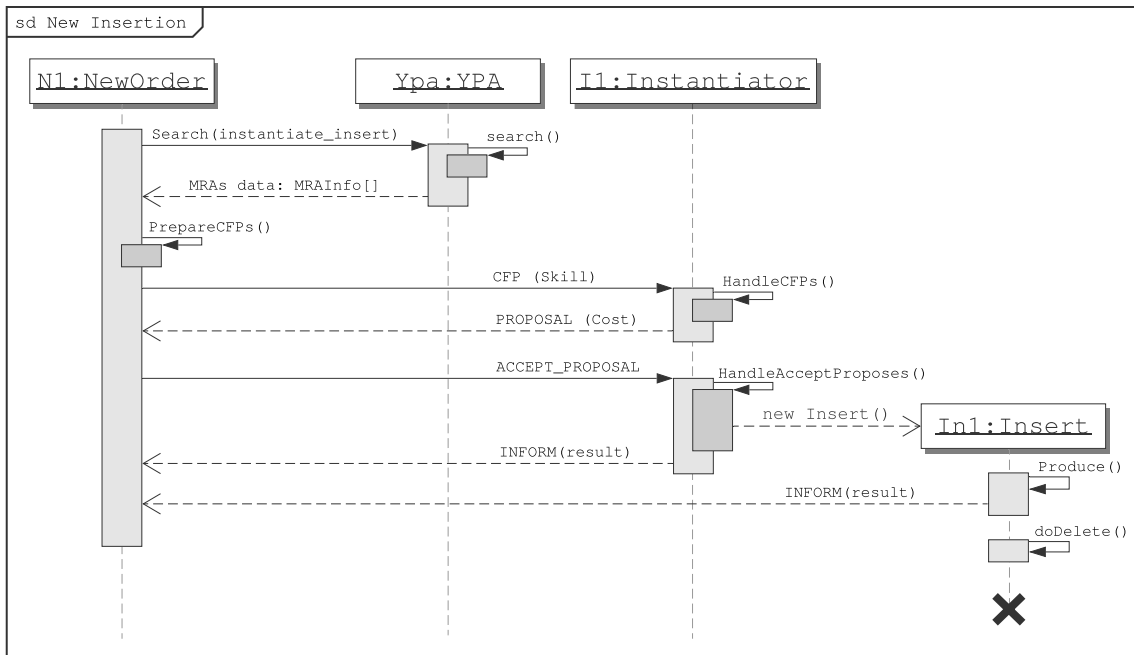 sd New Insertion
N1:NewOrder
Ypa:YPA
I1:Instantiator
Search(instantiate_insert)
search()
MRAs data: MRAInfo[]
PrepareCFPs()
CFP (Skill)
HandleCFPs()
PROPOSAL (Cost)
ACCEPT_PROPOSAL
HandleAcceptProposes()
new Insert()
In1:Insert
INFORM(result)
Produce()
INFORM(result)
doDelete()